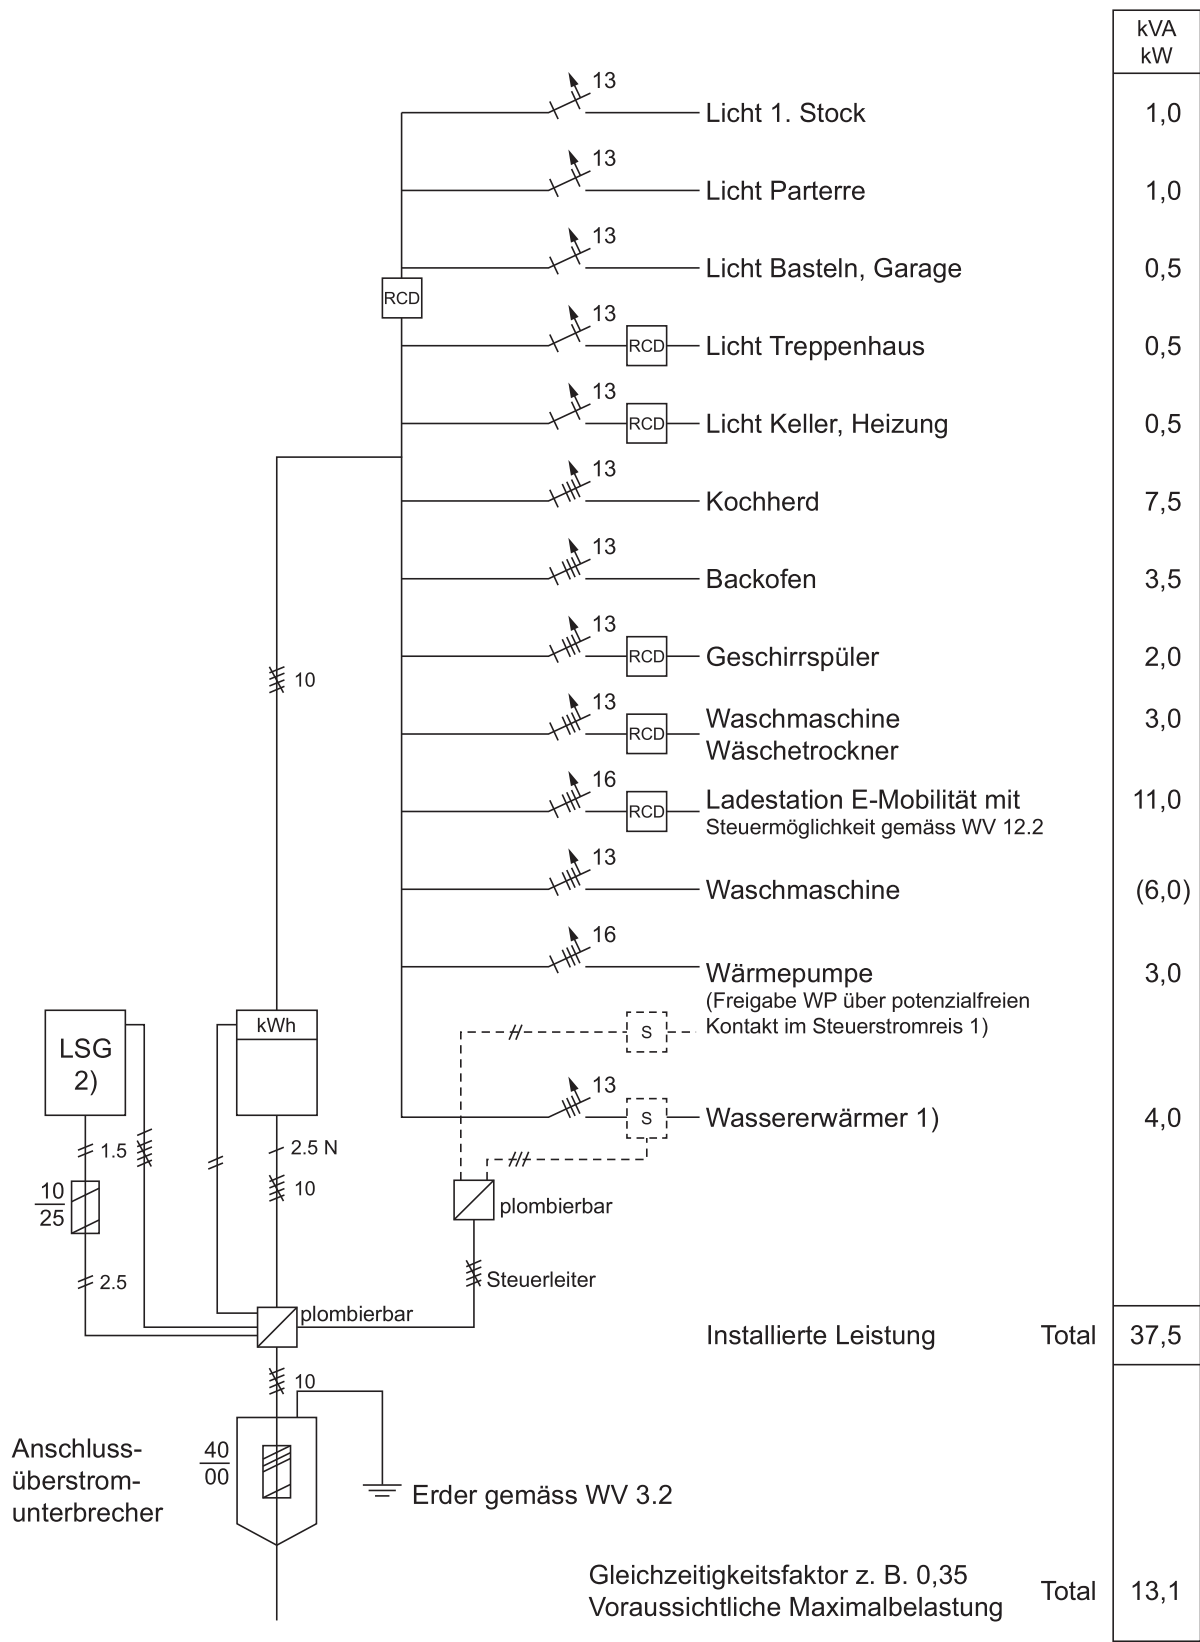 kVA
kW
13
Licht 1. Stock 1,0
13
Licht Parterre 1,0
13
Licht Basteln, Garage 0,5
RCD
13
RCD Licht Treppenhaus 0,5
13
RCD Licht Keller, Heizung 0,5
13
Kochherd 7,5
13
Backofen 3,5
13
RCD Geschirrspüler 2,0
10
13
RCD Waschmaschine 3,0
Wäschetrockner
16
RCD Ladestation E-Mobilität mit 11,0
Steuermöglichkeit gemäss WV 12.2
13
Waschmaschine (6,0)
16
Wärmepumpe 3,0
(Freigabe WP über potenzialfreien
Kontakt im Steuerstromreis 1)
S
kWh
LSG
2)
13
S Wassererwärmer 1) 4,0
1.5
2.5 N
10
10
25
plombierbar
2.5
Steuerleiter
plombierbar
Installierte Leistung Total 37,5
10
Anschluss-
überstrom-
unterbrecher
40
00
Erder gemäss WV 3.2
Gleichzeitigkeitsfaktor z. B. 0,35
Voraussichtliche Maximalbelastung
Total 13,1